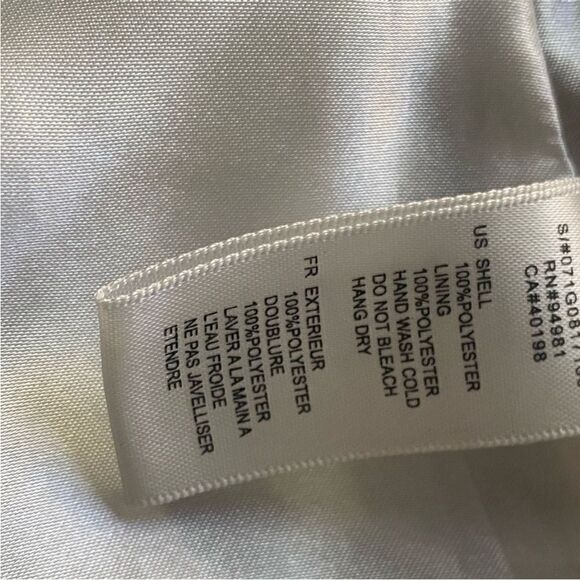 RN#94981
CA#40198
US SHELL
100%POLYESTER
LINING
100%POLYESTER
HAND WASH COLD
DO NOT BLEACH
HANG DRY
FR EXTERIEUR
100%POLYESTER
DOUBLURE
100%POLYESTER
LAVER A LA MAIN A
L'EAU FROIDE
NE PAS JAVELLISER
ETENDRE